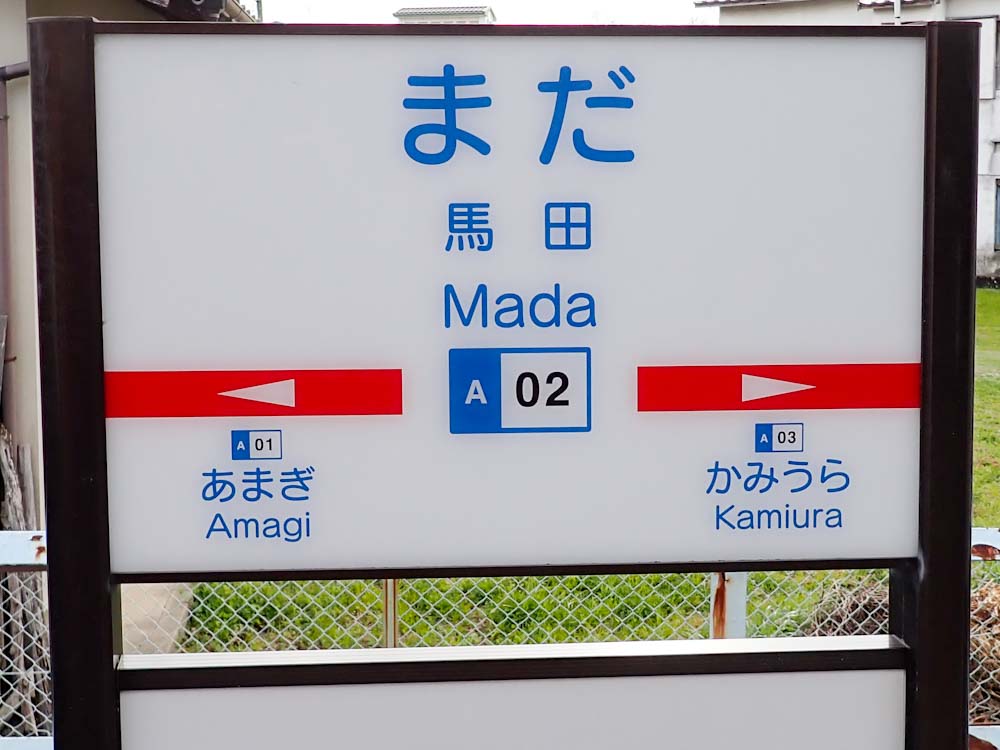 まだ
馬田
Mada
A 02
A 01
あまぎ
Amagi
A 03
かみうら
Kamiura